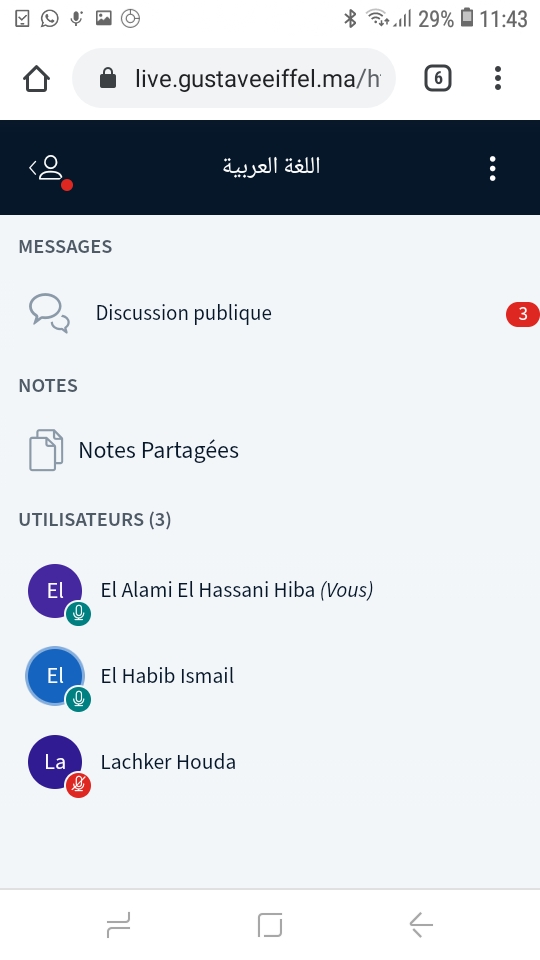 29% 11:43
live.gustaveeiffel.ma/h
6
اللغة العربية
MESSAGES
Discussion publique
3
NOTES
Notes Partagées
UTILISATEURS (3)
El El Alami El Hassani Hiba (Vous)
El El Habib Ismail
La Lachker Houda